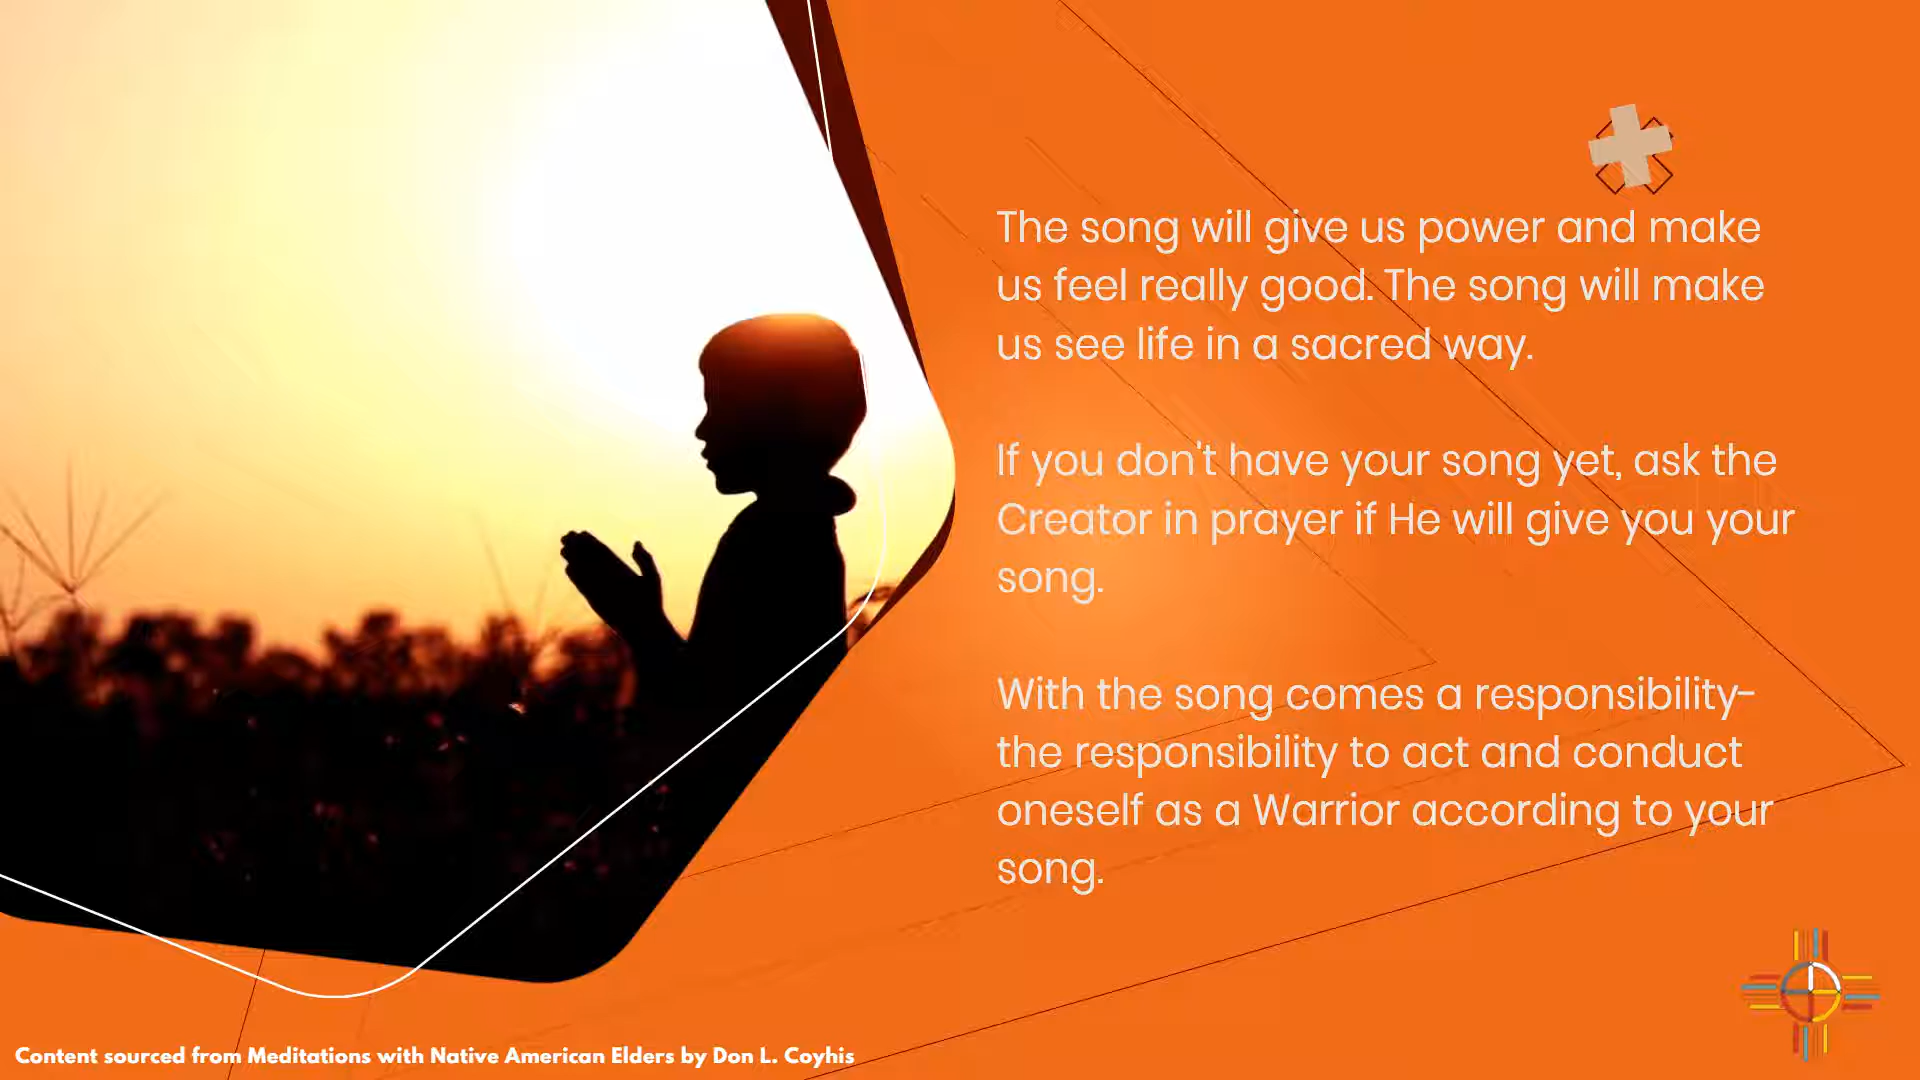 The song will give us power and make
us feel really good. The song will make
us see life in a sacred way.
If you don't have your song yet, ask the
Creator in prayer if He will give you your
song.
With the song comes a responsibility-
the responsibility to act and conduct
oneself as a Warrior according to your
song.
Content sourced from Meditations with Native American Elders by Don L. Coyhis